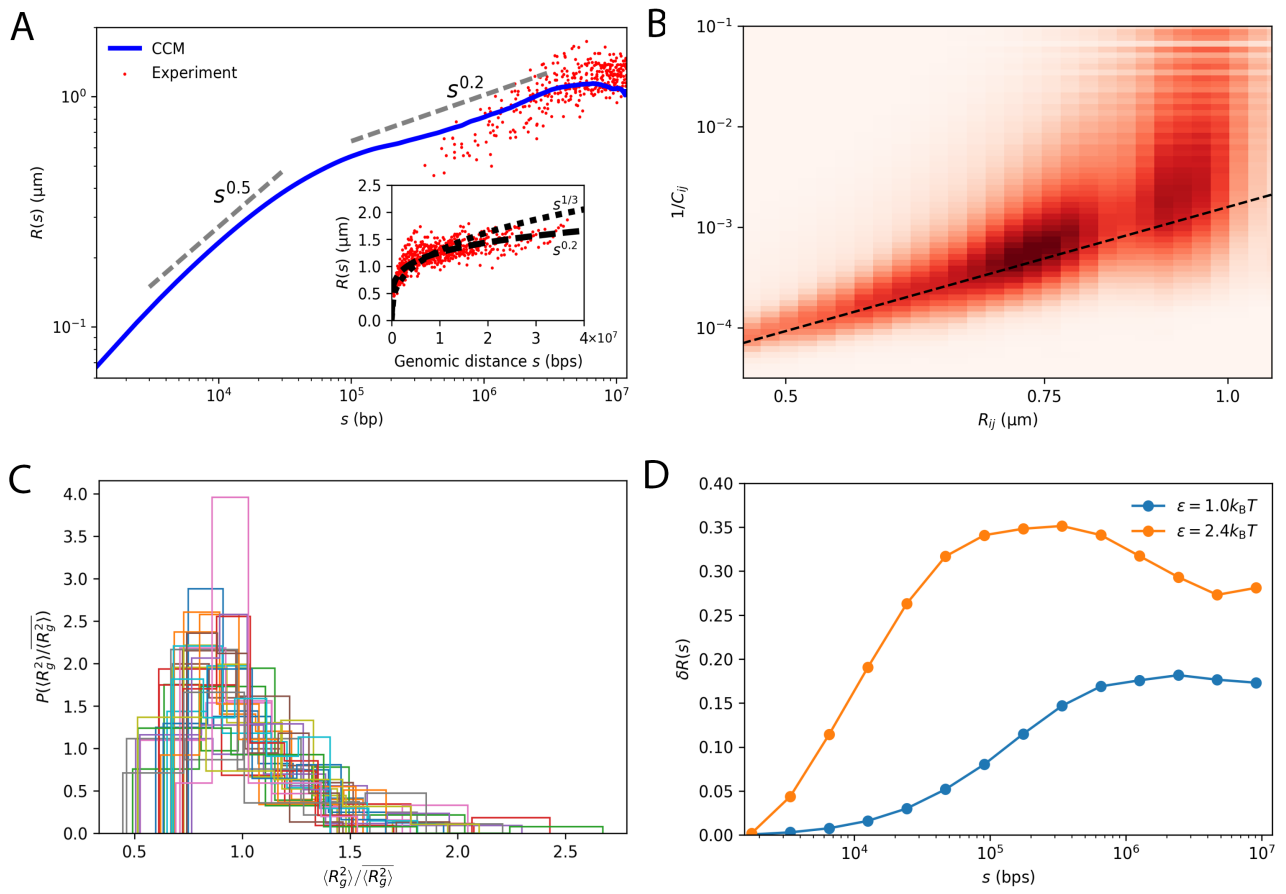 A
CCM
Experiment
s^0.5
s^0.2
10^0
10^-1
R(s) (μm)
10^4
10^5
10^6
10^7
s (bp)
2.5
2.0
1.5
1.0
0.5
0.0
R(s) (μm)
s^1/3
s^0.2
0
1
2
3
4×10^7
Genomic distance s (bps)
B
10^-1
10^-2
10^-3
10^-4
1/C_ij
0.5
0.75
1.0
R_ij (μm)
C
4.0
3.5
3.0
2.5
2.0
1.5
1.0
0.5
0.0
P(⟨R_g^2⟩/\overline{⟨R_g^2⟩})
0.5
1.0
1.5
2.0
2.5
⟨R_g^2⟩/\overline{⟨R_g^2⟩}
D
ε = 1.0k_BT
ε = 2.4k_BT
0.40
0.35
0.30
0.25
0.20
0.15
0.10
0.05
0.00
δR(s)
10^4
10^5
10^6
10^7
s (bps)